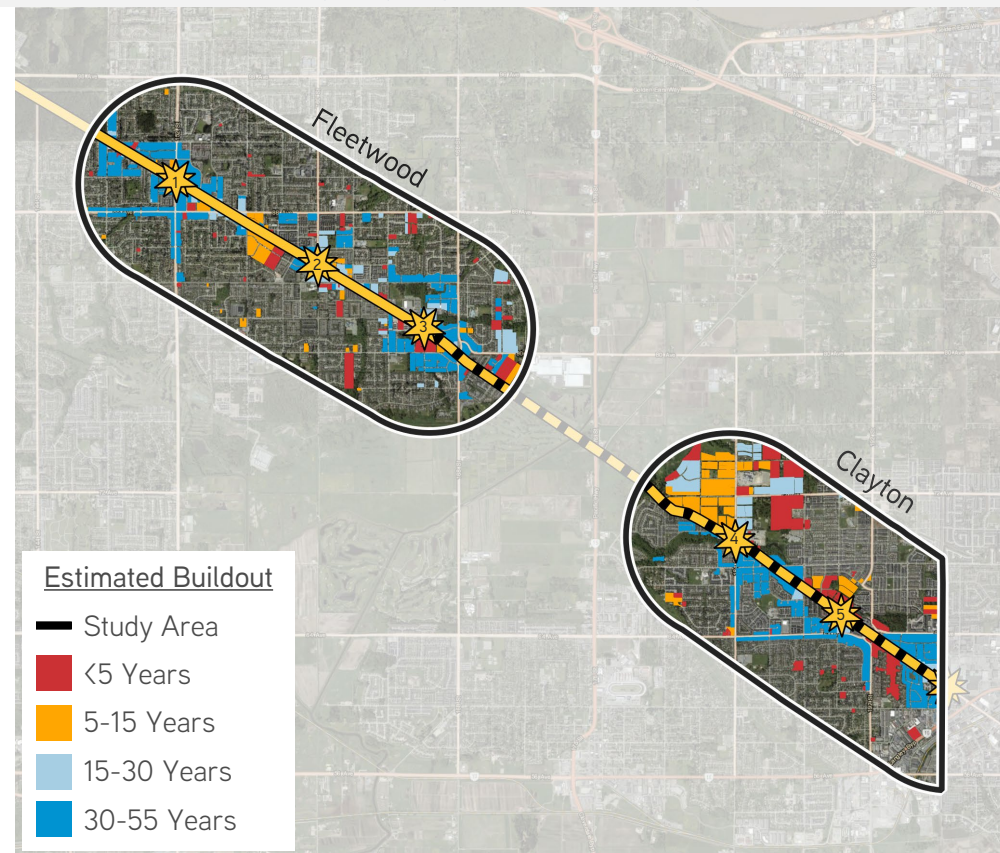 Fleetwood
1
2
3
Clayton
4
5
Estimated Buildout
Study Area
<5 Years
5-15 Years
15-30 Years
30-55 Years